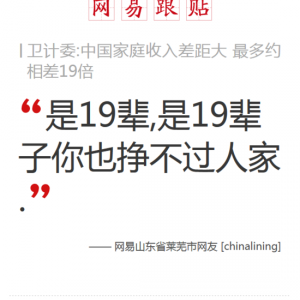 网易跟贴
卫计委:中国家庭收入差距大 最多约
相差19倍
“是19辈,是19辈
子你也挣不过人家
.”
—— 网易山东省莱芜市网友 [chinalining]